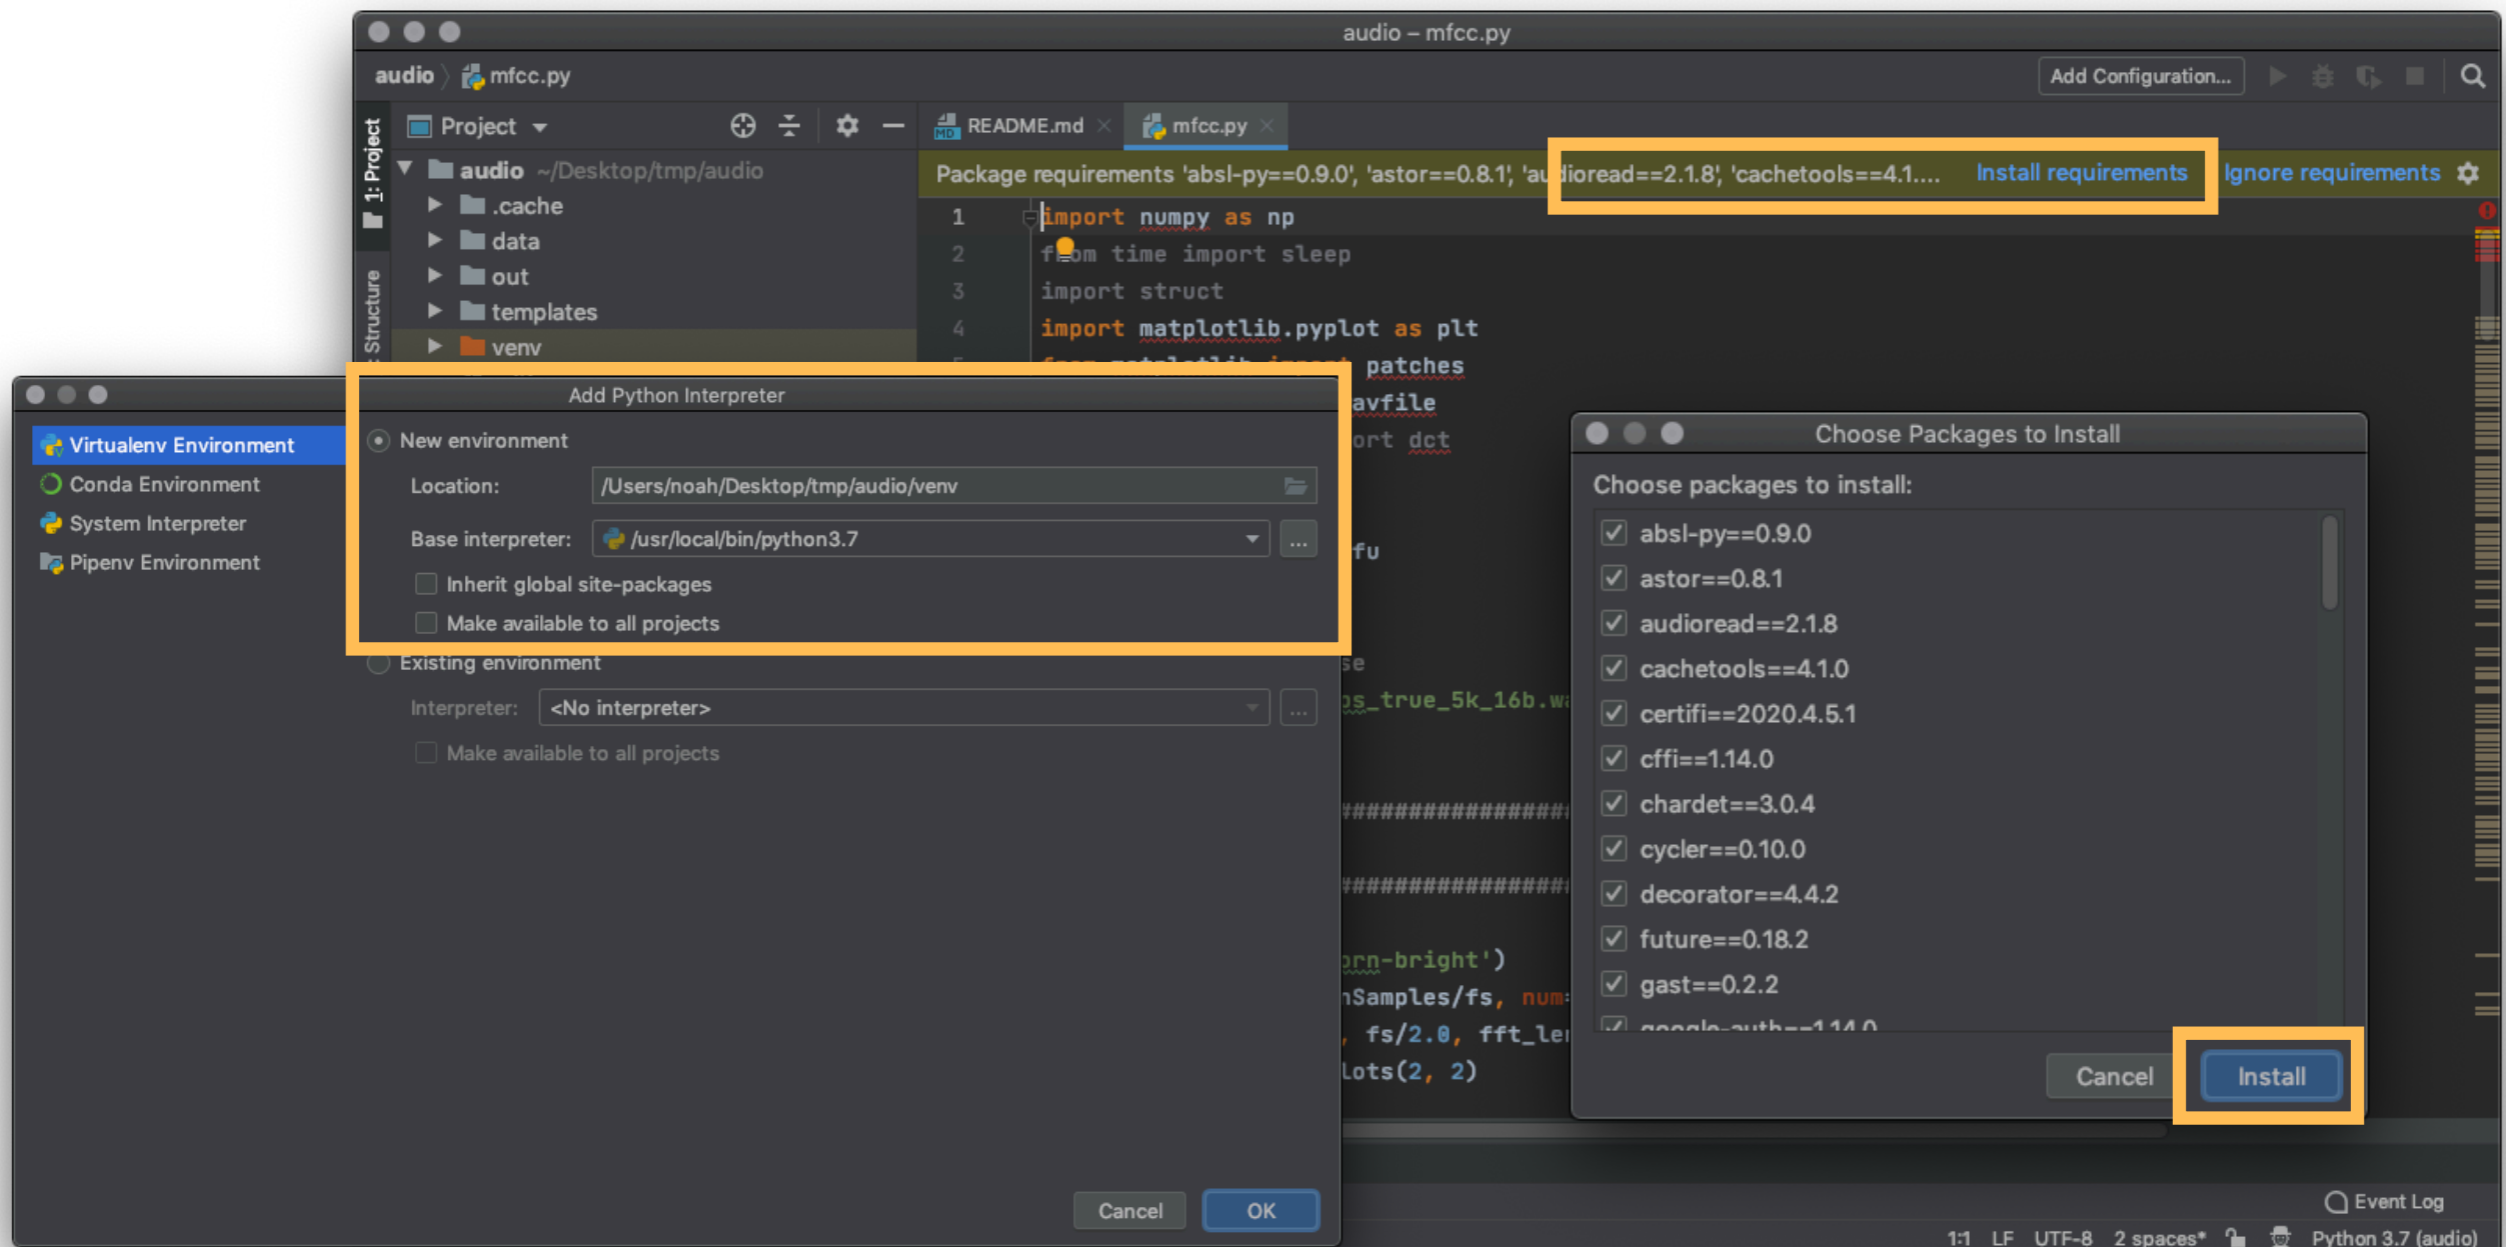 audio – mfcc.py
audio mfcc.py
Add Configuration...
1: Project
Structure
Project
audio ~/Desktop/tmp/audio
.cache
data
out
templates
venv
README.md
mfcc.py
Package requirements 'absl-py==0.9.0', 'astor==0.8.1', 'audioread==2.1.8', 'cachetools==4.1.... Install requirements Ignore requirements
1 import numpy as np
2 from time import sleep
3 import struct
4 import matplotlib.pyplot as plt
patches
avfile
ort dct
fu
se
ps_true_5k_16b.wa
##################
##################
orn-bright')
nSamples/fs, num=
, fs/2.0, fft_len
lots(2, 2)
Add Python Interpreter
Virtualenv Environment
Conda Environment
System Interpreter
Pipenv Environment
New environment
Location: /Users/noah/Desktop/tmp/audio/venv
Base interpreter: /usr/local/bin/python3.7 ...
Inherit global site-packages
Make available to all projects
Existing environment
Interpreter: <No interpreter> ...
Make available to all projects
Cancel OK
Choose Packages to Install
Choose packages to install:
absl-py==0.9.0
astor==0.8.1
audioread==2.1.8
cachetools==4.1.0
certifi==2020.4.5.1
cffi==1.14.0
chardet==3.0.4
cycler==0.10.0
decorator==4.4.2
future==0.18.2
gast==0.2.2
google-auth==1.14.0
Cancel Install
Event Log
1:1 LF UTF-8 2 spaces* Python 3.7 (audio)